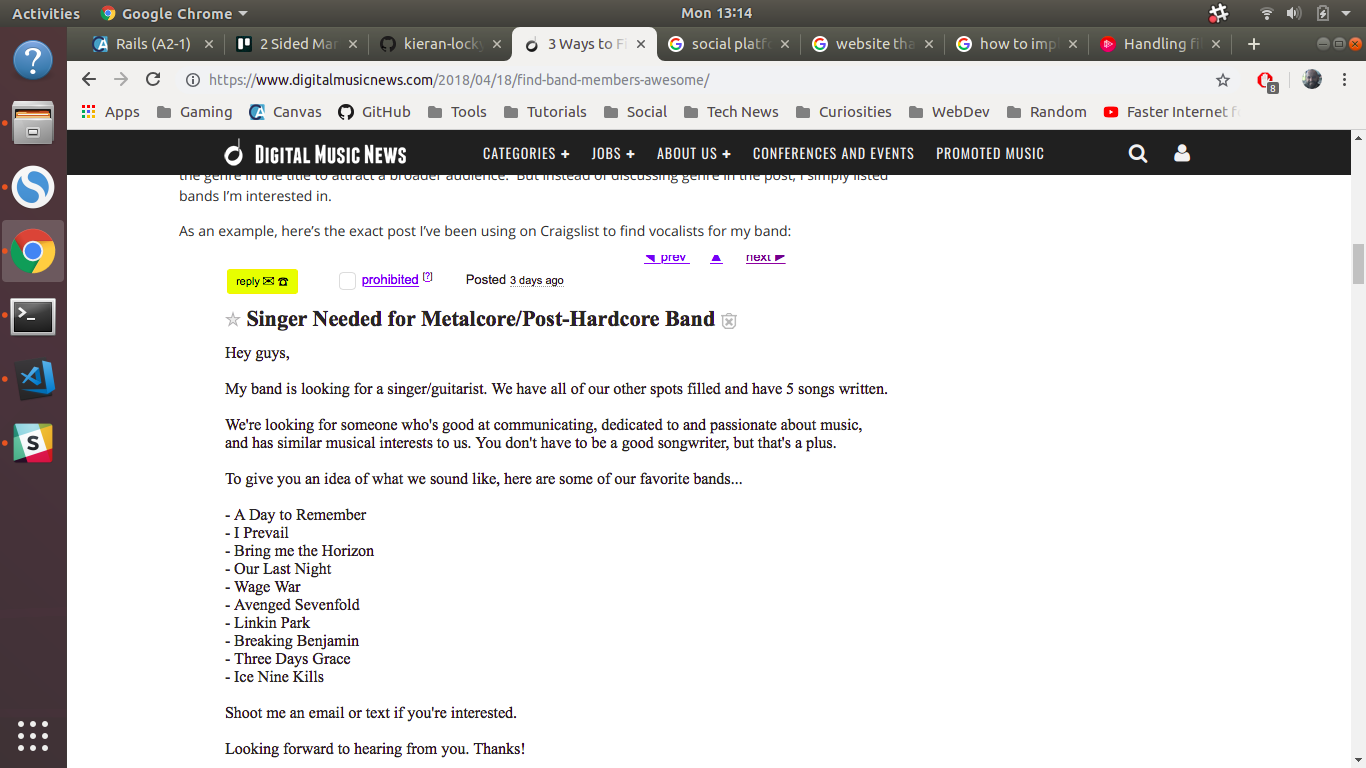 Activities Google Chrome Mon 13:14
Rails (A2-1) 2 Sided Mar kieran-locky 3 Ways to F social platf website tha how to imp Handling fi
https://www.digitalmusicnews.com/2018/04/18/find-band-members-awesome/ 8
Apps Gaming Canvas GitHub Tools Tutorials Social Tech News Curiosities WebDev Random Faster Internet f
DIGITAL MUSIC NEWS CATEGORIES + JOBS + ABOUT US + CONFERENCES AND EVENTS PROMOTED MUSIC
the genre in the title to attract a broader audience. But instead of discussing genre in the post, I simply listed
bands I’m interested in.
As an example, here’s the exact post I’ve been using on Craigslist to find vocalists for my band:
◀ prev ▲ next ▶
reply prohibited [?] Posted 3 days ago
Singer Needed for Metalcore/Post-Hardcore Band
Hey guys,
My band is looking for a singer/guitarist. We have all of our other spots filled and have 5 songs written.
We're looking for someone who's good at communicating, dedicated to and passionate about music,
and has similar musical interests to us. You don't have to be a good songwriter, but that's a plus.
To give you an idea of what we sound like, here are some of our favorite bands...
- A Day to Remember
- I Prevail
- Bring me the Horizon
- Our Last Night
- Wage War
- Avenged Sevenfold
- Linkin Park
- Breaking Benjamin
- Three Days Grace
- Ice Nine Kills
Shoot me an email or text if you're interested.
Looking forward to hearing from you. Thanks!